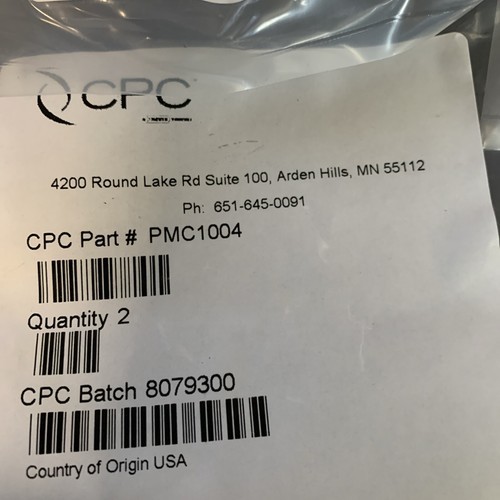 CPC
4200 Round Lake Rd Suite 100, Arden Hills, MN 55112
Ph: 651-645-0091
CPC Part # PMC1004
Quantity 2
CPC Batch 8079300
Country of Origin USA